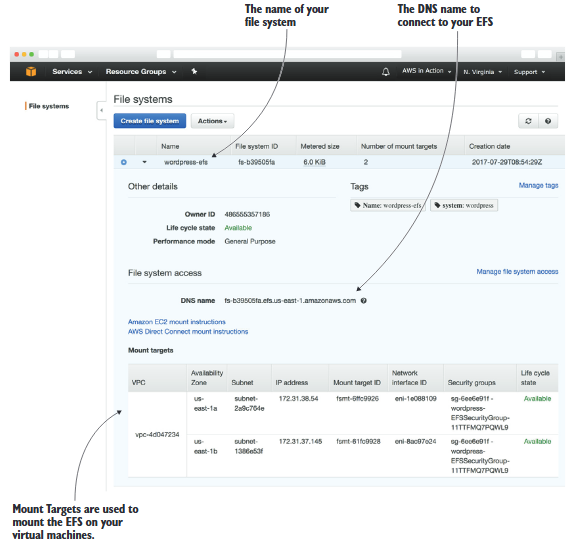 The name of your
file system
The DNS name to
connect to your EFS
Services
Resource Groups
AWS in Action
N. Virginia
Support
File systems
File systems
Create file system
Actions
Name
File system ID
Metered size
Number of mount targets
Creation date
wordpress-efs
fs-b39505fa
6.0 KiB
2
2017-07-29T08:54:29Z
Other details
Tags
Manage tags
Name: wordpress-efs
system: wordpress
Owner ID 486555357186
Life cycle state Available
Performance mode General Purpose
File system access
Manage file system access
DNS name fs-b39505fa.efs.us-east-1.amazonaws.com
Amazon EC2 mount instructions
AWS Direct Connect mount instructions
Mount targets
VPC
Availability
Zone
Subnet
IP address
Mount target ID
Network
interface ID
Security groups
Life cycle
state
vpc-4d047234
us-
east-1a
subnet-
2a9c764e
172.31.38.54
fsmt-6ffc9926
eni-1e088109
sg-6ee6e91f -
wordpress-
EFSSecurityGroup-
11TTFMQ7PQWL9
Available
us-
east-1b
subnet-
1386e53f
172.31.37.145
fsmt-61fc9928
eni-8ac97e24
sg-6ee6e91f -
wordpress-
EFSSecurityGroup-
11TTFMQ7PQWL9
Available
Mount Targets are used to
mount the EFS on your
virtual machines.